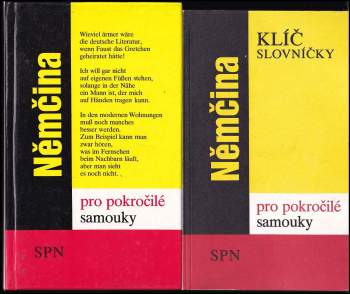 Němčina
Wieviel ärmer wäre
die deutsche Literatur,
wenn Faust das Gretchen
geheiratet hätte!
Ich will gar nicht
auf eigenen Füßen stehen,
solange in der Nähe
ein Mann ist, der mich
auf Händen tragen kann.
In den modernen Wohnungen
muß noch manches
besser werden.
Zum Beispiel kann man
zwar hören,
was im Fernsehen
beim Nachbarn läuft,
aber man sieht
es noch nicht. .
pro pokročilé
samouky
SPN
Němčina
KLÍČ
SLOVNÍČKY
pro pokročilé
samouky
SPN